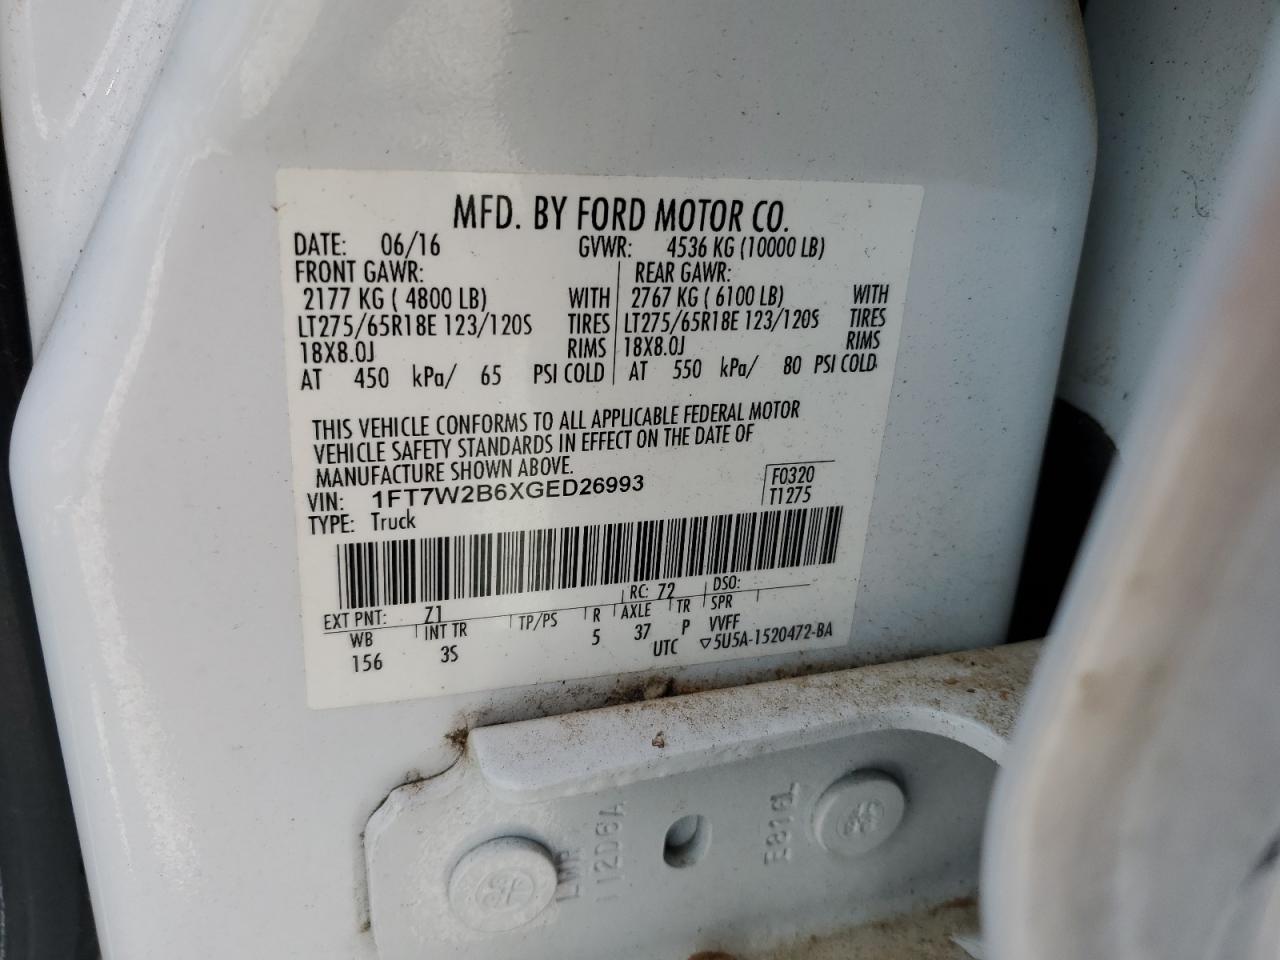 MFD. BY FORD MOTOR CO.
DATE: 06/16 GVWR: 4536 KG (10000 LB)
FRONT GAWR: REAR GAWR:
2177 KG ( 4800 LB) WITH 2767 KG ( 6100 LB) WITH
LT275/65R18E 123/120S TIRES LT275/65R18E 123/120S TIRES
18X8.0J RIMS 18X8.0J RIMS
AT 450 kPa/ 65 PSI COLD AT 550 kPa/ 80 PSI COLD
THIS VEHICLE CONFORMS TO ALL APPLICABLE FEDERAL MOTOR
VEHICLE SAFETY STANDARDS IN EFFECT ON THE DATE OF
MANUFACTURE SHOWN ABOVE.
VIN: 1FT7W2B6XGED26993 F0320
TYPE: Truck T1275
EXT PNT: Z1 RC: 72 DSO:
WB INT TR TP/PS R AXLE TR SPR
156 3S 5 37 P VVFF
UTC ▽5U5A-1520472-BA